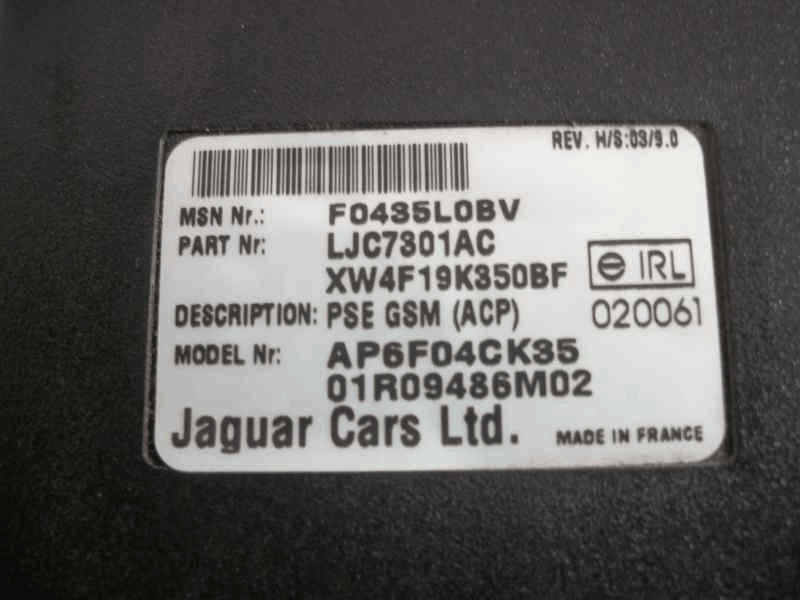 REV. H/S:03/9.0
MSN Nr.: F0435L0BV
PART Nr: LJC7301AC
XW4F19K350BF
IRL
DESCRIPTION: PSE GSM (ACP) 020061
MODEL Nr: AP6F04CK35
01R09486M02
Jaguar Cars Ltd. MADE IN FRANCE